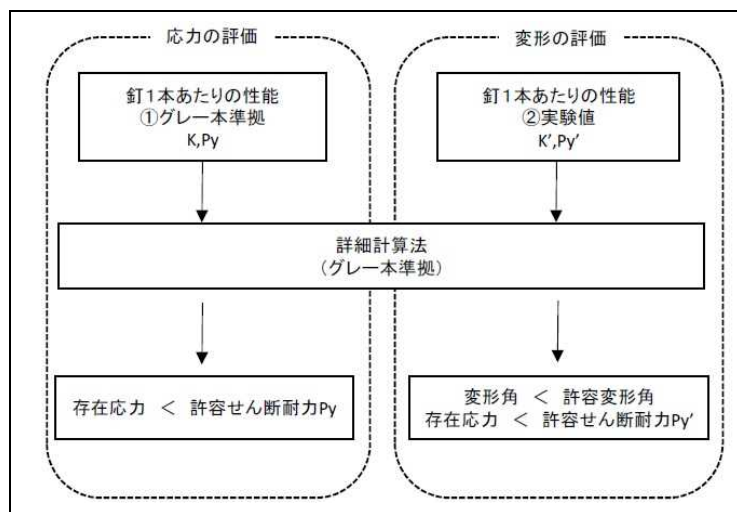 応力の評価
釘1本あたりの性能
①グレー本準拠
K,Py
変形の評価
釘1本あたりの性能
②実験値
K’,Py’
詳細計算法
(グレー本準拠)
存在応力 < 許容せん断耐力Py
変形角 < 許容変形角
存在応力 < 許容せん断耐力Py’